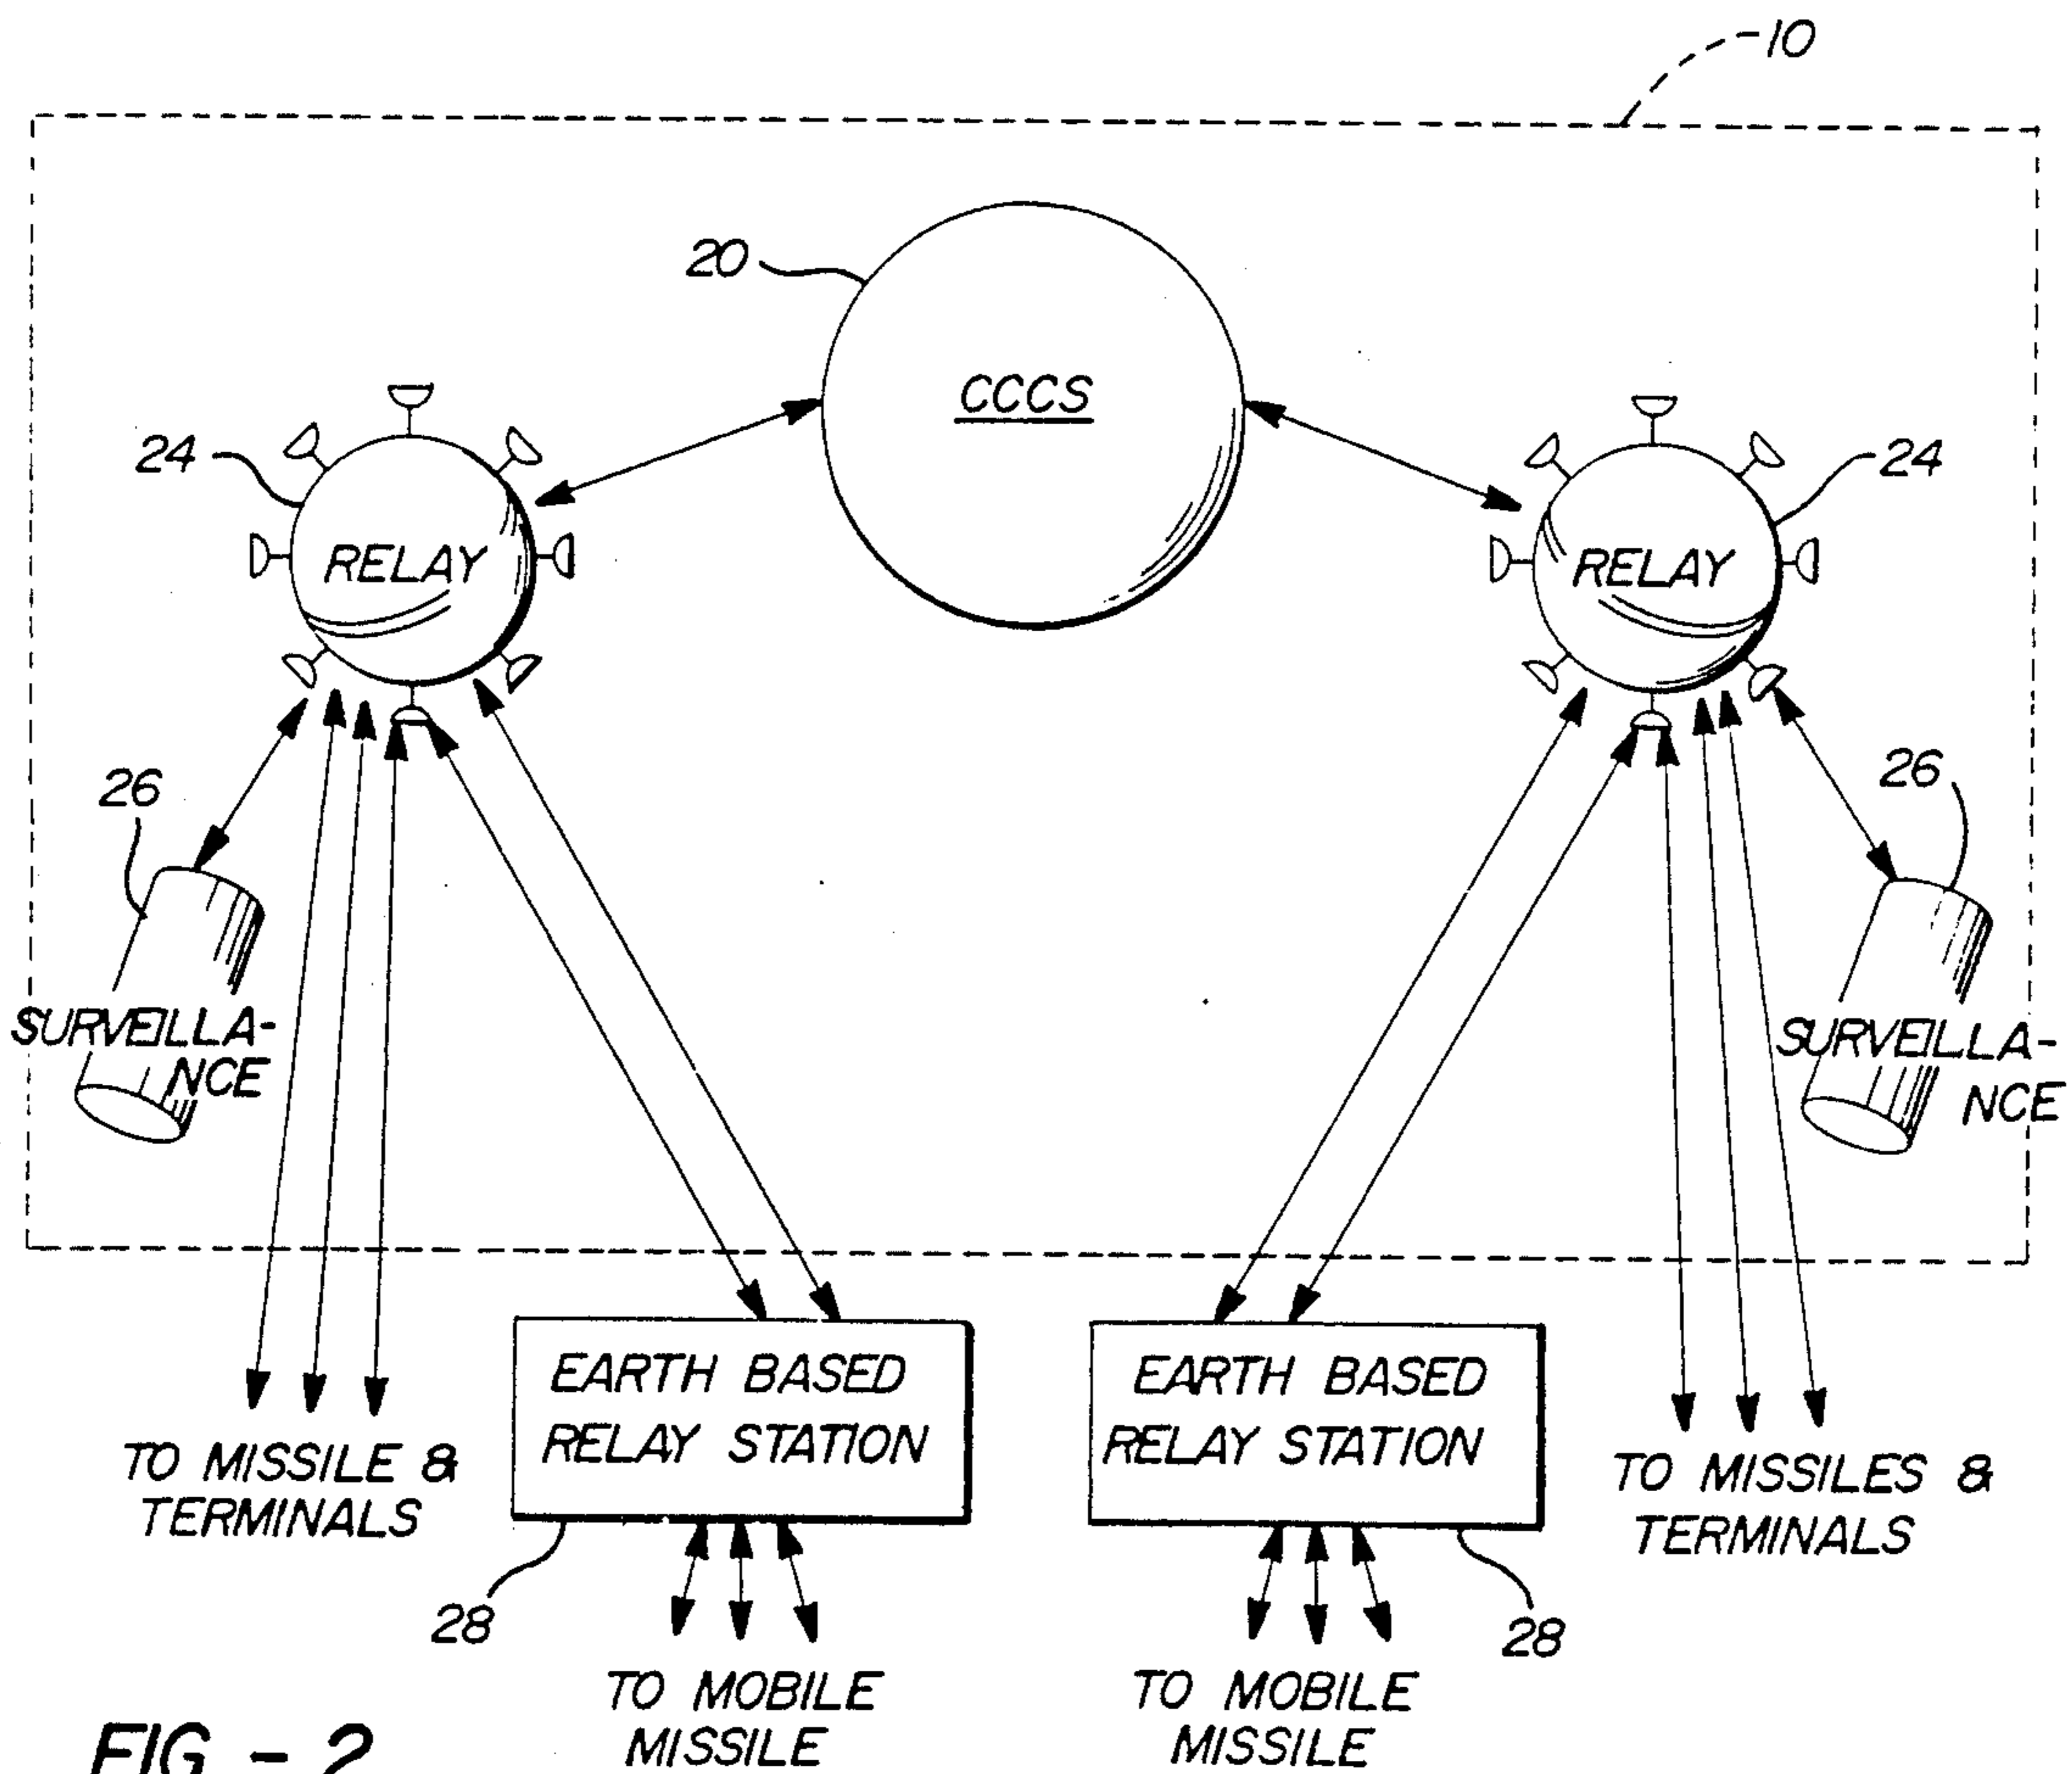 10
20
CCCS
24
24
RELAY
RELAY
26
26
SURVEILLA-
NCE
SURVEILLA-
NCE
EARTH BASED
RELAY STATION
EARTH BASED
RELAY STATION
TO MISSILE &
TERMINALS
TO MISSILES &
TERMINALS
28
28
TO MOBILE
MISSILE
TO MOBILE
MISSILE
FIG - 2